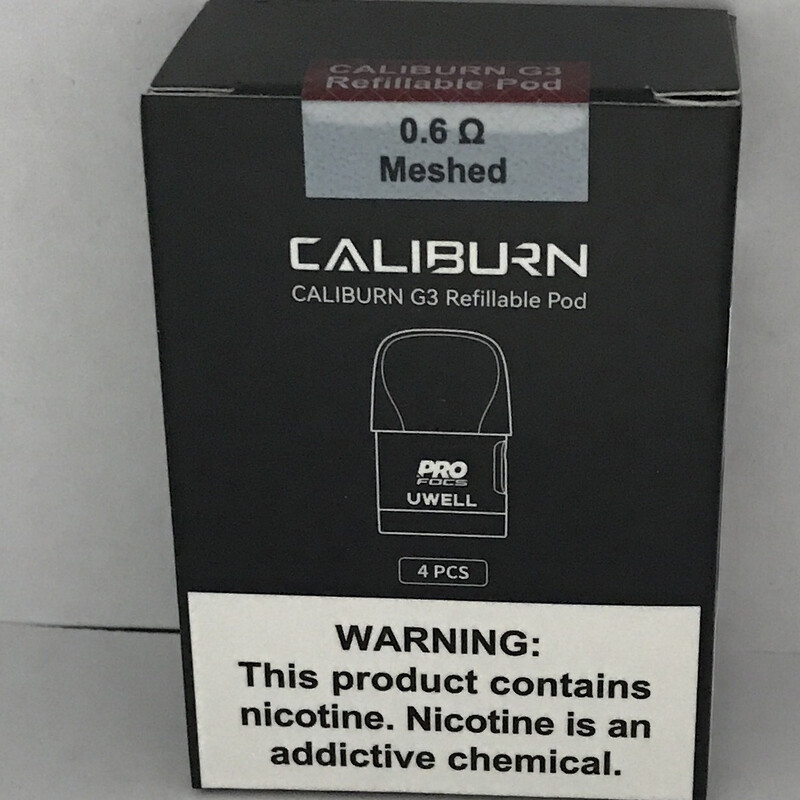 CALIBURN G3
Refillable Pod
0.6 Ω
Meshed
CALIBURN
CALIBURN G3 Refillable Pod
PRO
FOCS
UWELL
4 PCS
WARNING:
This product contains
nicotine. Nicotine is an
addictive chemical.